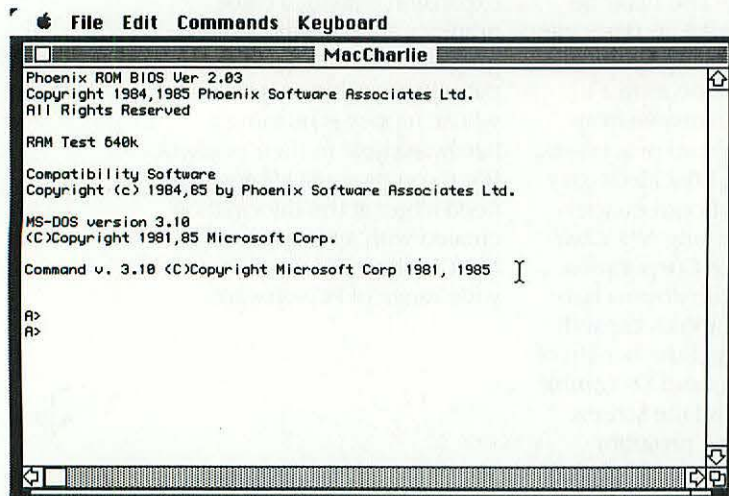 File Edit Commands Keyboard
MacCharlie
Phoenix ROM BIOS Ver 2.03
Copyright 1984,1985 Phoenix Software Associates Ltd.
All Rights Reserved
RAM Test 640k
Compatibility Software
Copyright (c) 1984,85 by Phoenix Software Associates Ltd.
MS-DOS version 3.10
(C)Copyright 1981,85 Microsoft Corp.
Command v. 3.10 (C)Copyright Microsoft Corp 1981, 1985
A>
A>